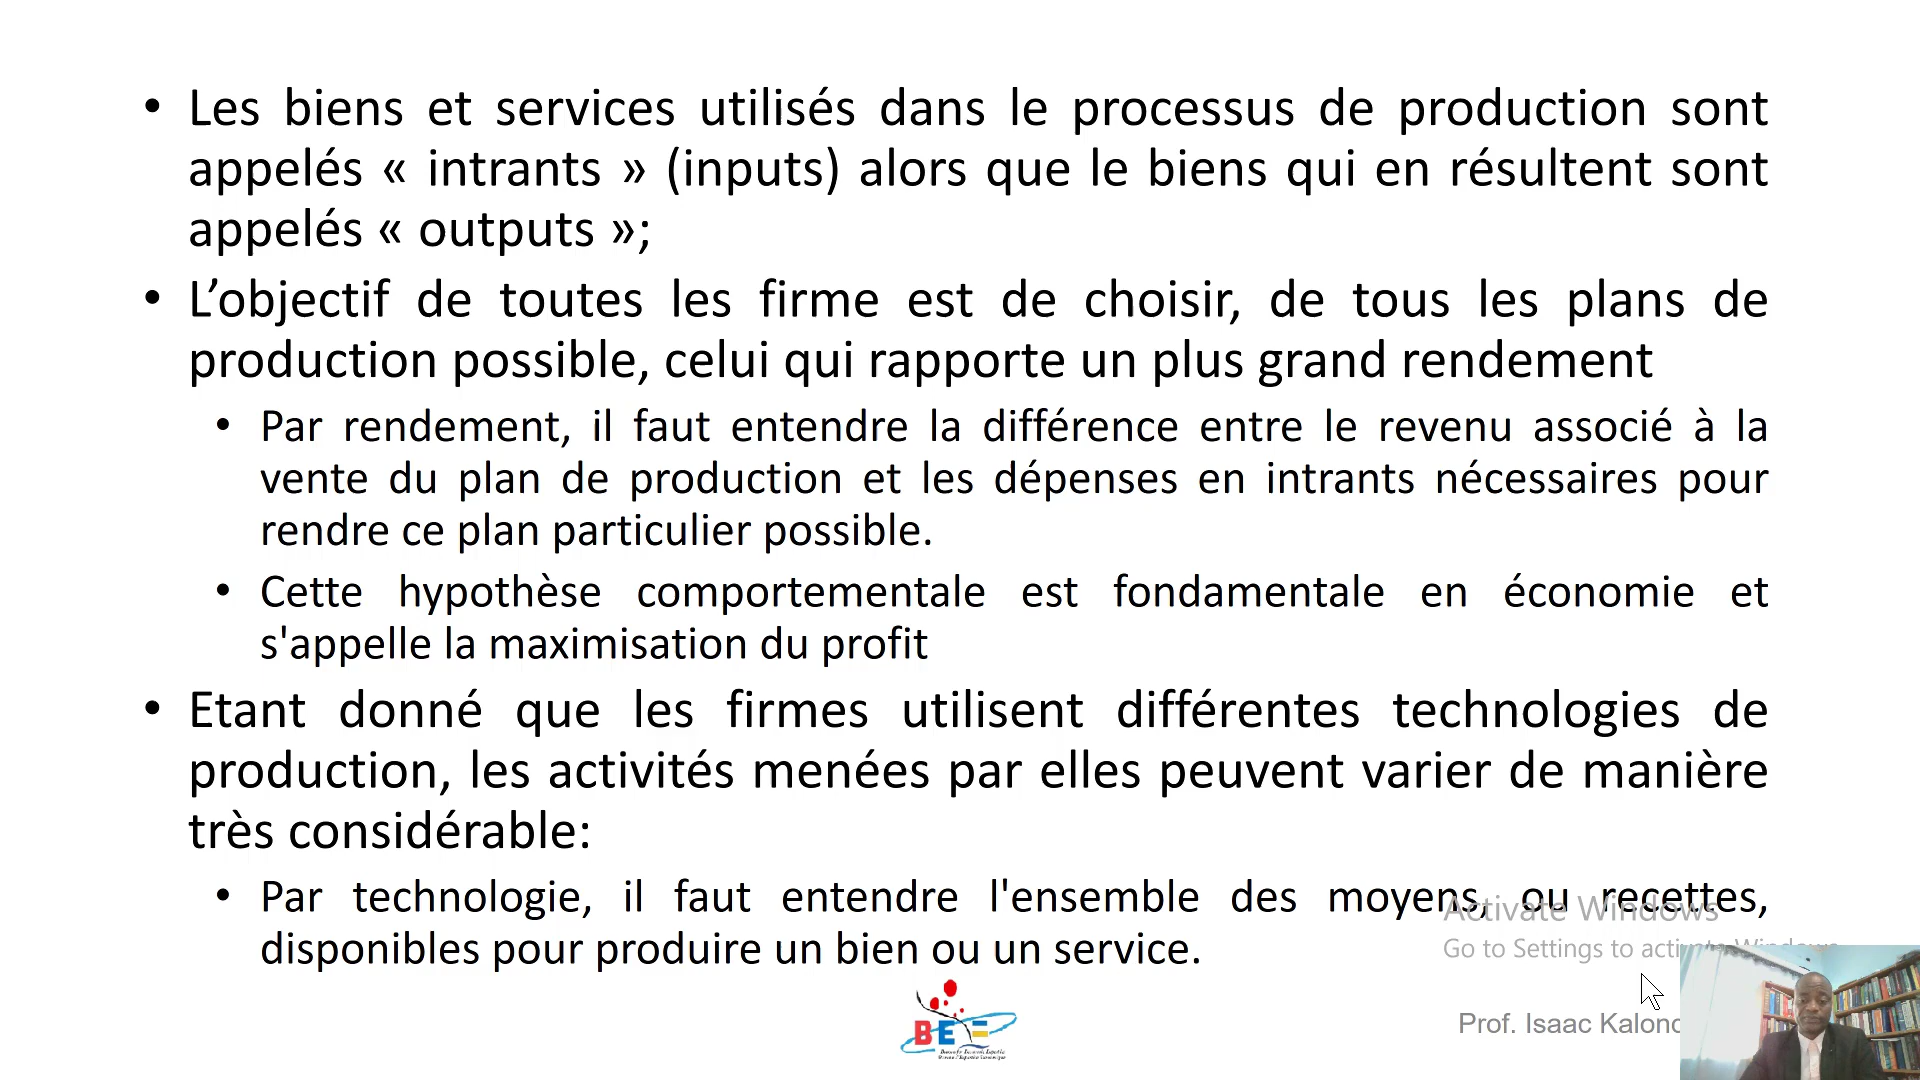 • Les biens et services utilisés dans le processus de production sont
appelés « intrants » (inputs) alors que le biens qui en résultent sont
appelés « outputs »;
• L’objectif de toutes les firme est de choisir, de tous les plans de
production possible, celui qui rapporte un plus grand rendement
• Par rendement, il faut entendre la différence entre le revenu associé à la
vente du plan de production et les dépenses en intrants nécessaires pour
rendre ce plan particulier possible.
• Cette hypothèse comportementale est fondamentale en économie et
s'appelle la maximisation du profit
• Etant donné que les firmes utilisent différentes technologies de
production, les activités menées par elles peuvent varier de manière
très considérable:
• Par technologie, il faut entendre l'ensemble des moyens, ou recettes,
disponibles pour produire un bien ou un service.
Activate Windows
Go to Settings to activate Windows.
BE
Prof. Isaac